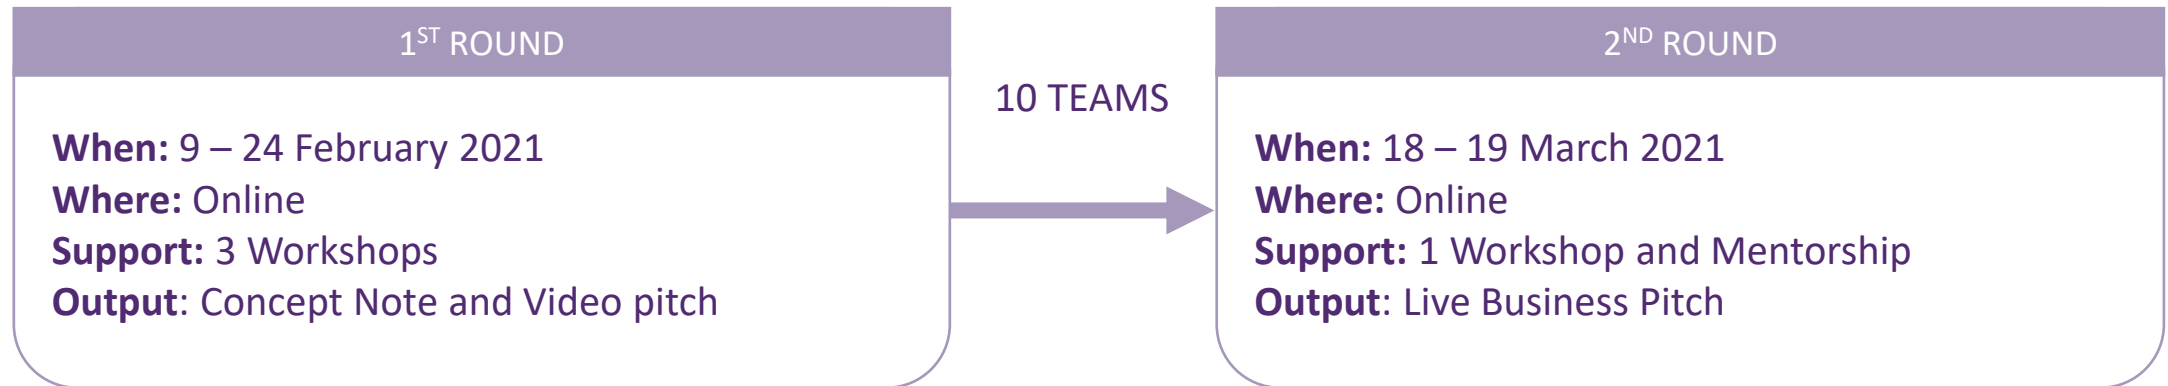 1ST ROUND
When: 9 – 24 February 2021
Where: Online
Support: 3 Workshops
Output: Concept Note and Video pitch
10 TEAMS
2ND ROUND
When: 18 – 19 March 2021
Where: Online
Support: 1 Workshop and Mentorship
Output: Live Business Pitch